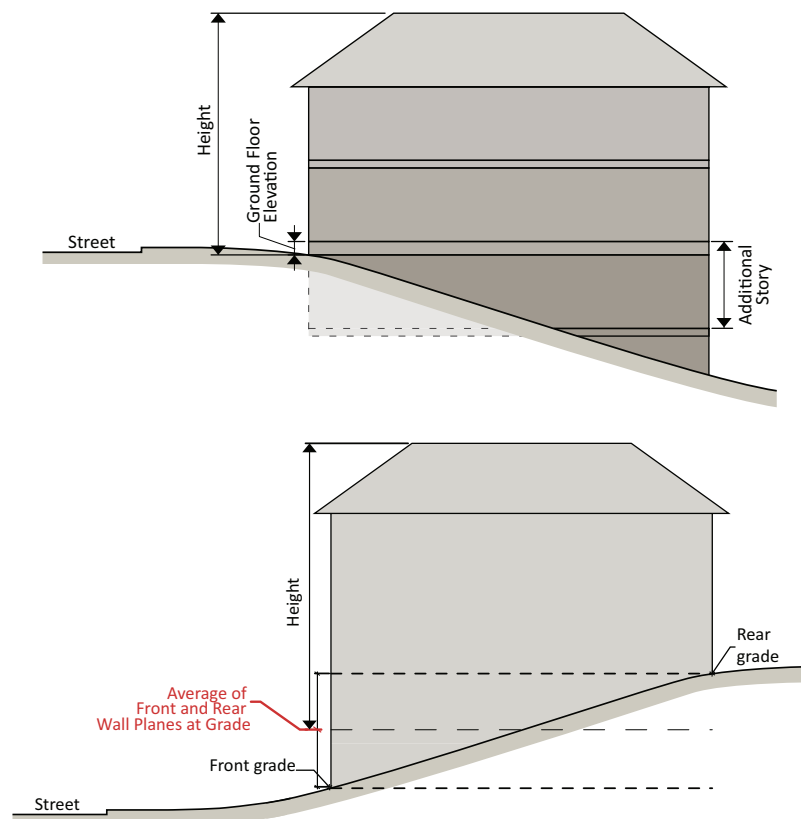 Height
Ground Floor
Elevation
Street
Additional
Story
Height
Rear
grade
Average of
Front and Rear
Wall Planes at Grade
Front grade
Street